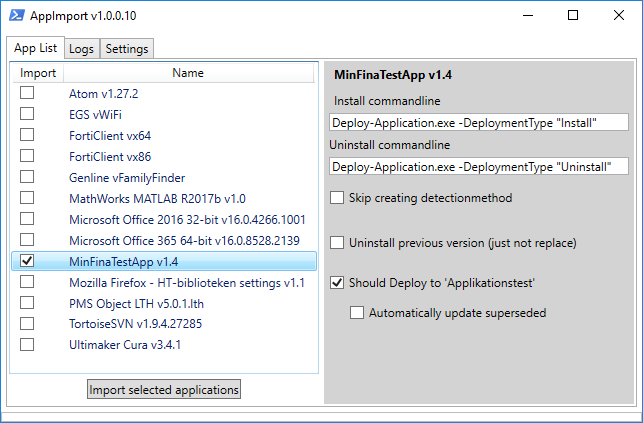 AppImport v1.0.0.10
App List Logs Settings
Import Name
Atom v1.27.2
EGS vWiFi
FortiClient vx64
FortiClient vx86
Genline vFamilyFinder
MathWorks MATLAB R2017b v1.0
Microsoft Office 2016 32-bit v16.0.4266.1001
Microsoft Office 365 64-bit v16.0.8528.2139
MinFinaTestApp v1.4
Mozilla Firefox - HT-biblioteken settings v1.1
PMS Object LTH v5.0.1.lth
TortoiseSVN v1.9.4.27285
Ultimaker Cura v3.4.1
Import selected applications
MinFinaTestApp v1.4
Install commandline
Deploy-Application.exe -DeploymentType "Install"
Uninstall commandline
Deploy-Application.exe -DeploymentType "Uninstall"
Skip creating detectionmethod
Uninstall previous version (just not replace)
Should Deploy to 'Applikationstest'
Automatically update superseded